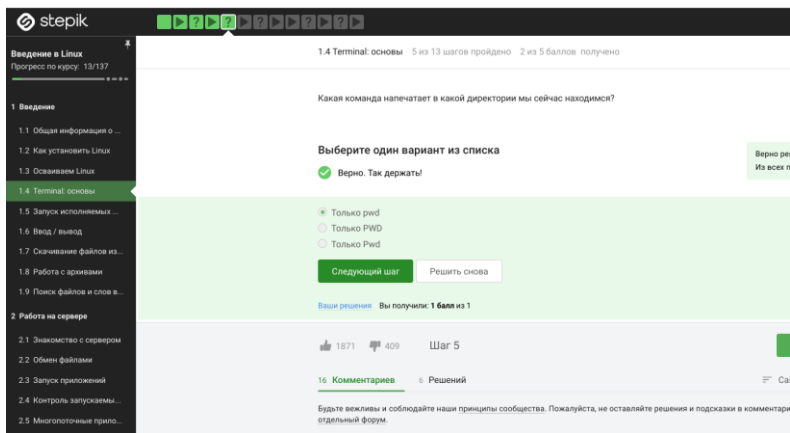 stepik
Введение в Linux
Прогресс по курсу: 13/137
1 Введение
1.1 Общая информация о ...
1.2 Как установить Linux
1.3 Осваиваем Linux
1.4 Terminal: основы
1.5 Запуск исполняемых ...
1.6 Ввод / вывод
1.7 Скачивание файлов из...
1.8 Работа с архивами
1.9 Поиск файлов и слов в...
2 Работа на сервере
2.1 Знакомство с сервером
2.2 Обмен файлами
2.3 Запуск приложений
2.4 Контроль запускаемы...
2.5 Многопоточные прило...
1.4 Terminal: основы 5 из 13 шагов пройдено 2 из 5 баллов получено
Какая команда напечатает в какой директории мы сейчас находимся?
Выберите один вариант из списка
Верно. Так держать!
Верно ре
Из всех п
Только pwd
Только PWD
Только Pwd
Следующий шаг Решить снова
Ваши решения Вы получили: 1 балл из 1
1871 409 Шаг 5
16 Комментариев 6 Решений
Са
Будьте вежливы и соблюдайте наши принципы сообщества. Пожалуйста, не оставляйте решения и подсказки в комментари
отдельный форум.